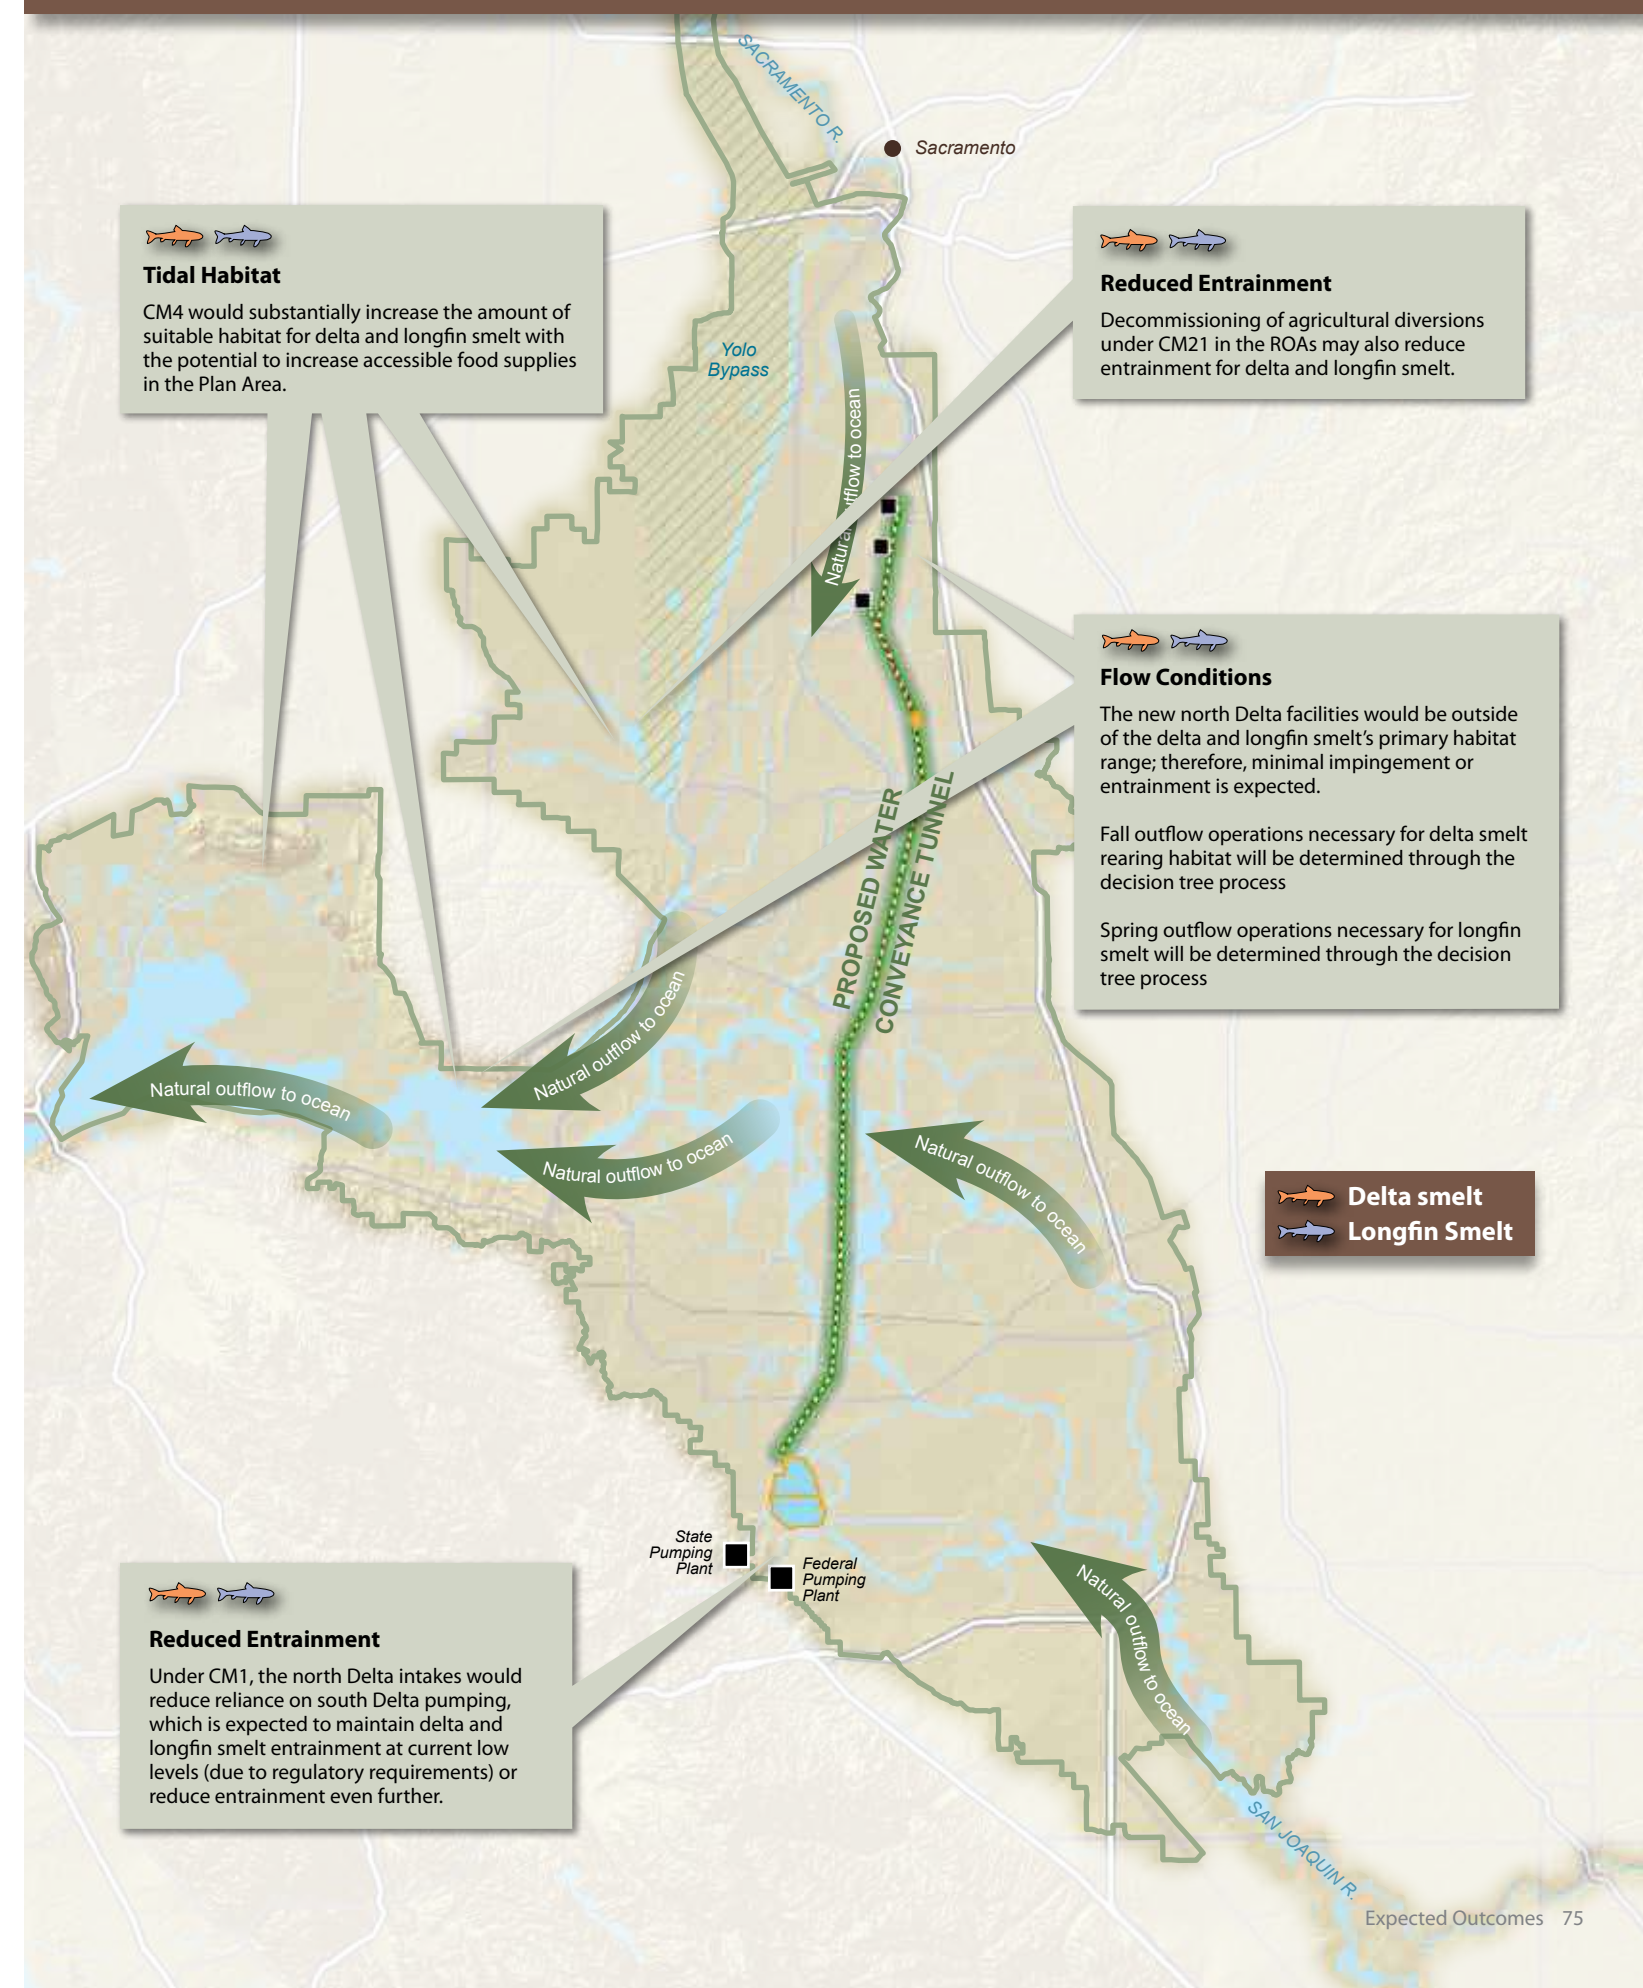 SACRAMENTO R.
Sacramento
Tidal Habitat
CM4 would substantially increase the amount of
suitable habitat for delta and longfin smelt with
the potential to increase accessible food supplies
in the Plan Area.
Reduced Entrainment
Decommissioning of agricultural diversions
under CM21 in the ROAs may also reduce
entrainment for delta and longfin smelt.
Yolo
Bypass
Natural outflow to ocean
Flow Conditions
The new north Delta facilities would be outside
of the delta and longfin smelt's primary habitat
range; therefore, minimal impingement or
entrainment is expected.
Fall outflow operations necessary for delta smelt
rearing habitat will be determined through the
decision tree process
Spring outflow operations necessary for longfin
smelt will be determined through the decision
tree process
PROPOSED WATER
CONVEYANCE TUNNEL
Natural outflow to ocean
Natural outflow to ocean
Natural outflow to ocean
Natural outflow to ocean
Delta smelt
Longfin Smelt
State
Pumping
Plant
Federal
Pumping
Plant
Natural outflow to ocean
Reduced Entrainment
Under CM1, the north Delta intakes would
reduce reliance on south Delta pumping,
which is expected to maintain delta and
longfin smelt entrainment at current low
levels (due to regulatory requirements) or
reduce entrainment even further.
SAN JOAQUIN R.
Expected Outcomes 75